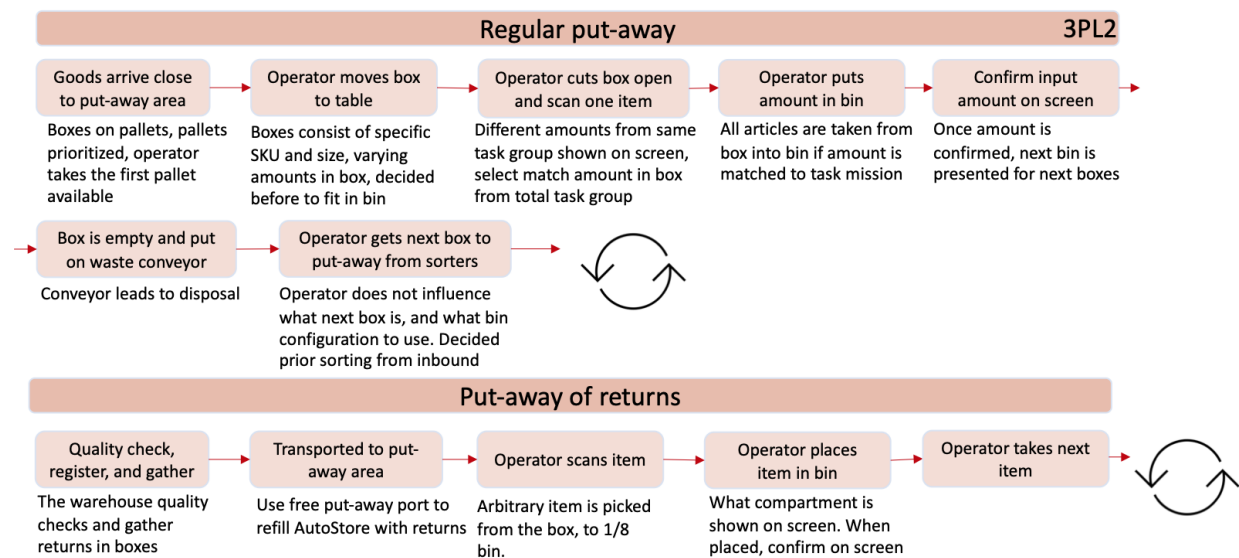 Regular put-away
3PL2
Goods arrive close
to put-away area
Operator moves box
to table
Operator cuts box open
and scan one item
Operator puts
amount in bin
Confirm input
amount on screen
Boxes on pallets, pallets
prioritized, operator
takes the first pallet
available
Boxes consist of specific
SKU and size, varying
amounts in box, decided
before to fit in bin
Different amounts from same
task group shown on screen,
select match amount in box
from total task group
All articles are taken from
box into bin if amount is
matched to task mission
Once amount is
confirmed, next bin is
presented for next boxes
Box is empty and put
on waste conveyor
Operator gets next box to
put-away from sorters
Conveyor leads to disposal
Operator does not influence
what next box is, and what bin
configuration to use. Decided
prior sorting from inbound
Put-away of returns
Quality check,
register, and gather
Transported to put-
away area
Operator scans item
Operator places
item in bin
Operator takes next
item
The warehouse quality
checks and gather
returns in boxes
Use free put-away port to
refill AutoStore with returns
Arbitrary item is picked
from the box, to 1/8
bin.
What compartment is
shown on screen. When
placed, confirm on screen